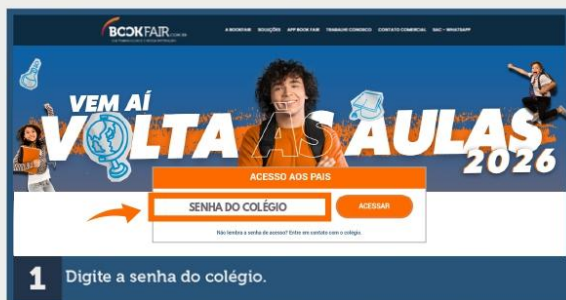 BOOKFAIR.COM.BR
A BOOKFAIR SOLUÇÕES APP BOOK FAIR TRABALHE CONOSCO CONTATO COMERCIAL SAC – WHATSAPP
VEM AÍ
VOLTA ÀS AULAS
2026
ACESSO AOS PAIS
SENHA DO COLÉGIO ACESSAR
Não lembra a senha de acesso? Entre em contato com o colégio.
1 Digite a senha do colégio.